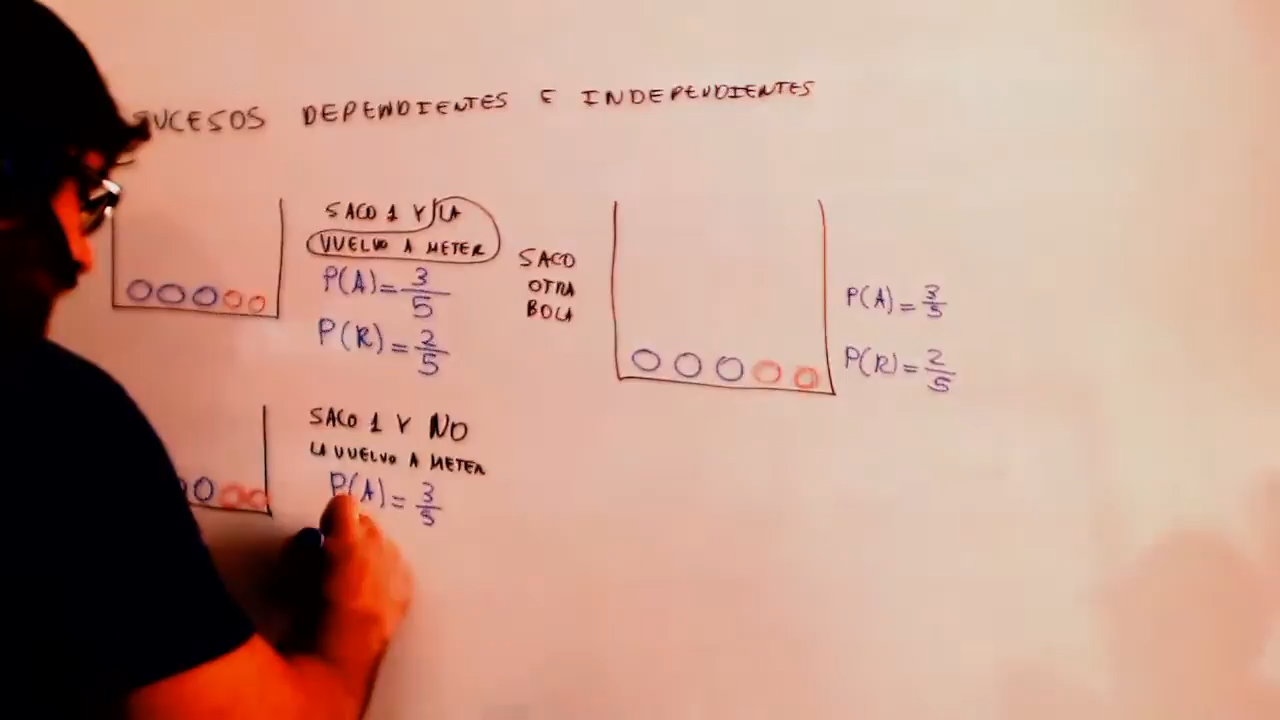 SUCESOS DEPENDIENTES E INDEPENDIENTES
SACO 1 Y LA
VUELVO A METER
P(A) = 3/5
P(R) = 2/5
SACO
OTRA
BOLA
P(A) = 3/5
P(R) = 2/5
SACO 1 Y NO
LA VUELVO A METER
P(A) = 3/5